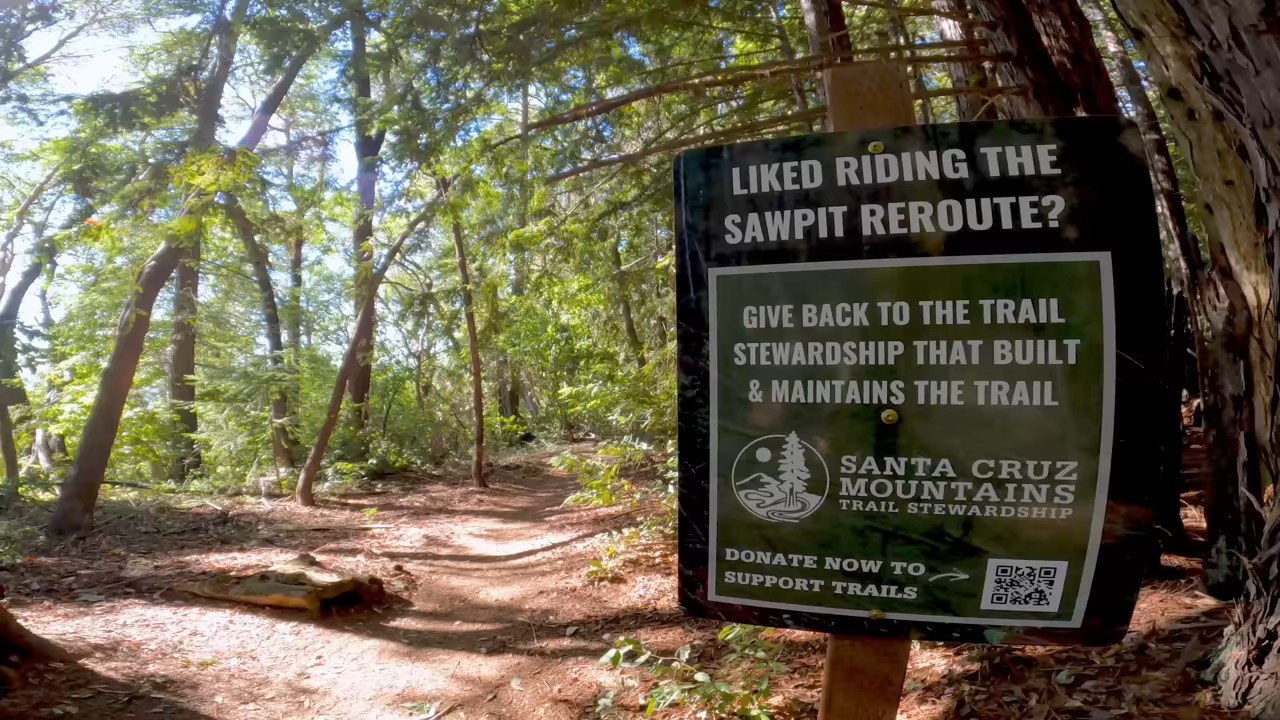 LIKED RIDING THE
SAWPIT REROUTE?
GIVE BACK TO THE TRAIL
STEWARDSHIP THAT BUILT
& MAINTAINS THE TRAIL
SANTA CRUZ
MOUNTAINS
TRAIL STEWARDSHIP
DONATE NOW TO
SUPPORT TRAILS